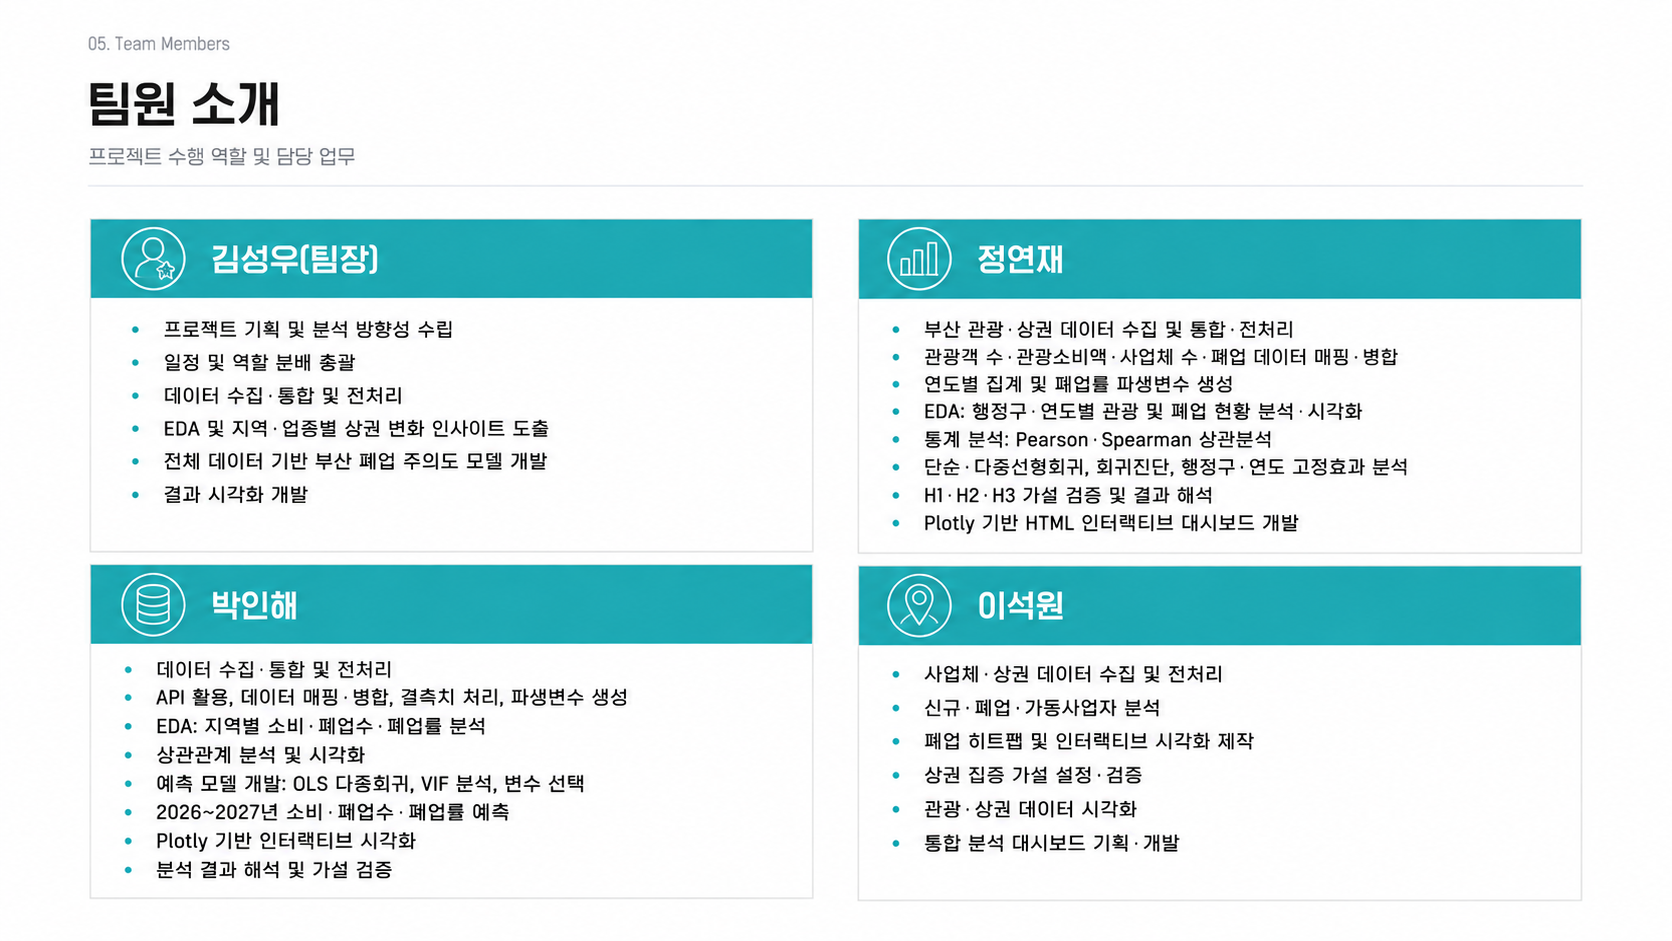 05. Team Members
팀원 소개
프로젝트 수행 역할 및 담당 업무
김성우(팀장)
• 프로잭트 기획 및 분석 방향성 수립
• 일정 및 역할 분배 총괄
• 데이터 수집·통합 및 전처리
• EDA 및 지역·업종별 상권 변화 인사이트 도출
• 전체 데이터 기반 부산 폐업 주의도 모델 개발
• 결과 시각화 개발
정연재
• 부산 관광·상권 데이터 수집 및 통합·전처리
• 관광객 수·관광소비액·사업체 수·폐업 데이터 매핑·병합
• 연도별 집계 및 폐업률 파생변수 생성
• EDA: 행정구·연도별 관광 및 폐업 현황 분석·시각화
• 통계 분석: Pearson·Spearman 상관분석
• 단순·다중선형회귀, 회귀진단, 행정구·연도 고정효과 분석
• H1·H2·H3 가설 검증 및 결과 해석
• Plotly 기반 HTML 인터랙티브 대시보드 개발
박인해
• 데이터 수집·통합 및 전처리
• API 활용, 데이터 매핑·병합, 결측치 처리, 파생변수 생성
• EDA: 지역별 소비·폐업수·폐업률 분석
• 상관관계 분석 및 시각화
• 예측 모델 개발: OLS 다종회귀, VIF 분석, 변수 선택
• 2026~2027년 소비·폐업수·폐업률 예측
• Plotly 기반 인터랙티브 시각화
• 분석 결과 해석 및 가설 검증
이석원
• 사업체·상권 데이터 수집 및 전처리
• 신규·폐업·가동사업자 분석
• 폐업 히트맵 및 인터랙티브 시각화 제작
• 상권 집중 가설 설정·검증
• 관광·상권 데이터 시각화
• 통합 분석 대시보드 기획·개발